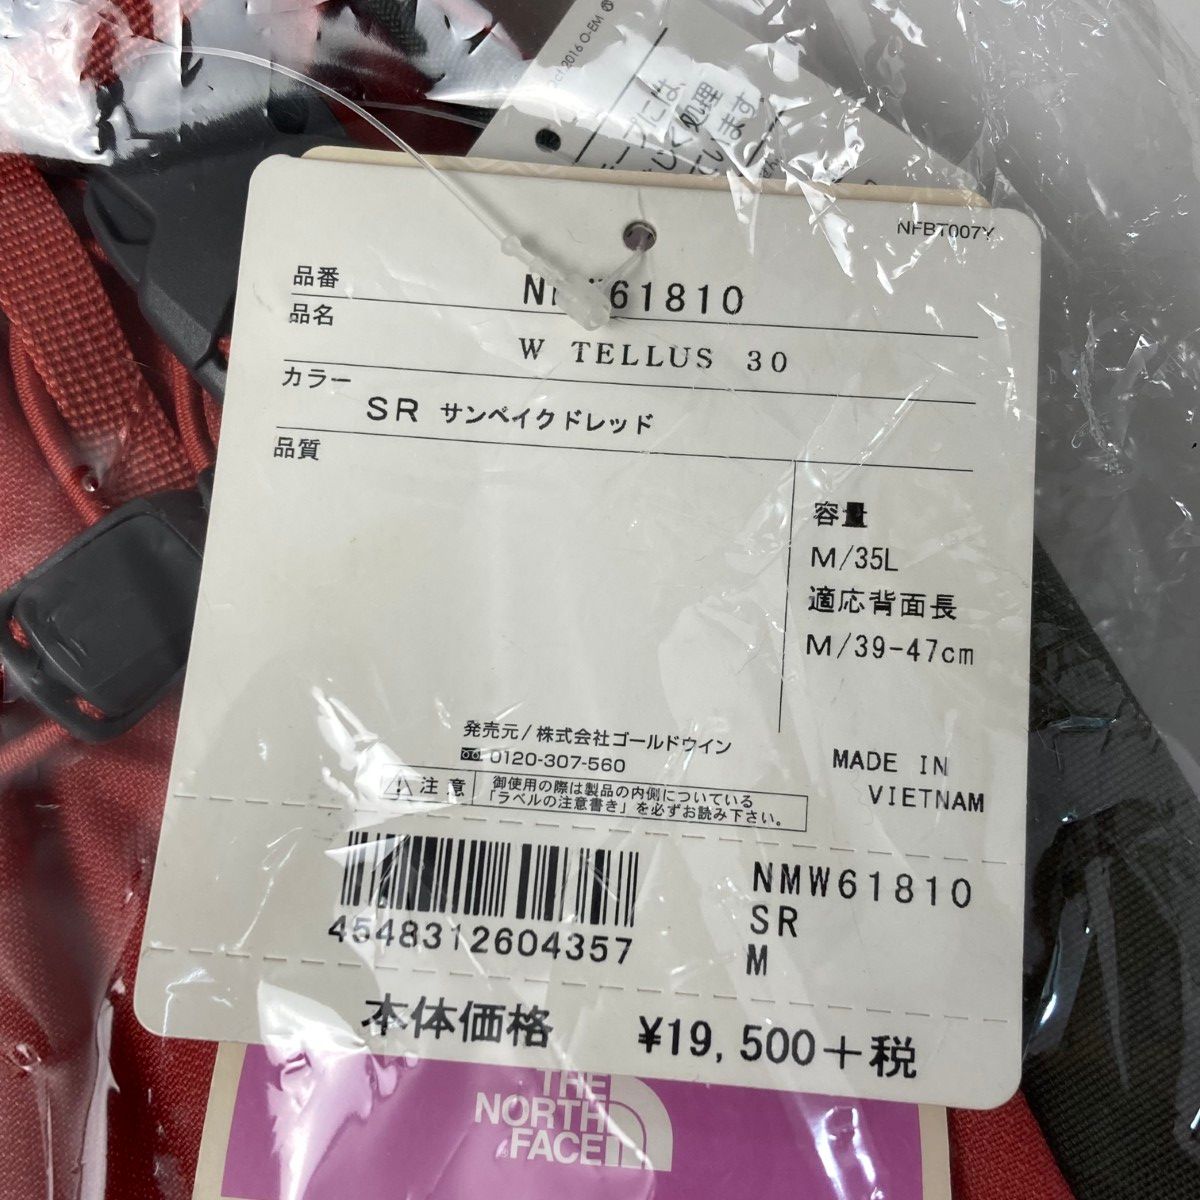 2016 O-EM
NFBT007Y
品番
61810
品名
W TELLUS 30
カラー
SR サンペイクドレッド
品質
容量
M/35L
適応背面長
M/39-47cm
発売元/株式会社ゴールドウイン
0120-307-560
注意
御使用の際は製品の内側についている
「ラベルの注意書き」を必ずお読み下さい。
MADE IN
VIETNAM
4548312604357
NMW61810
SR
M
本体価格 ¥19,500+税
THE
NORTH
FACE